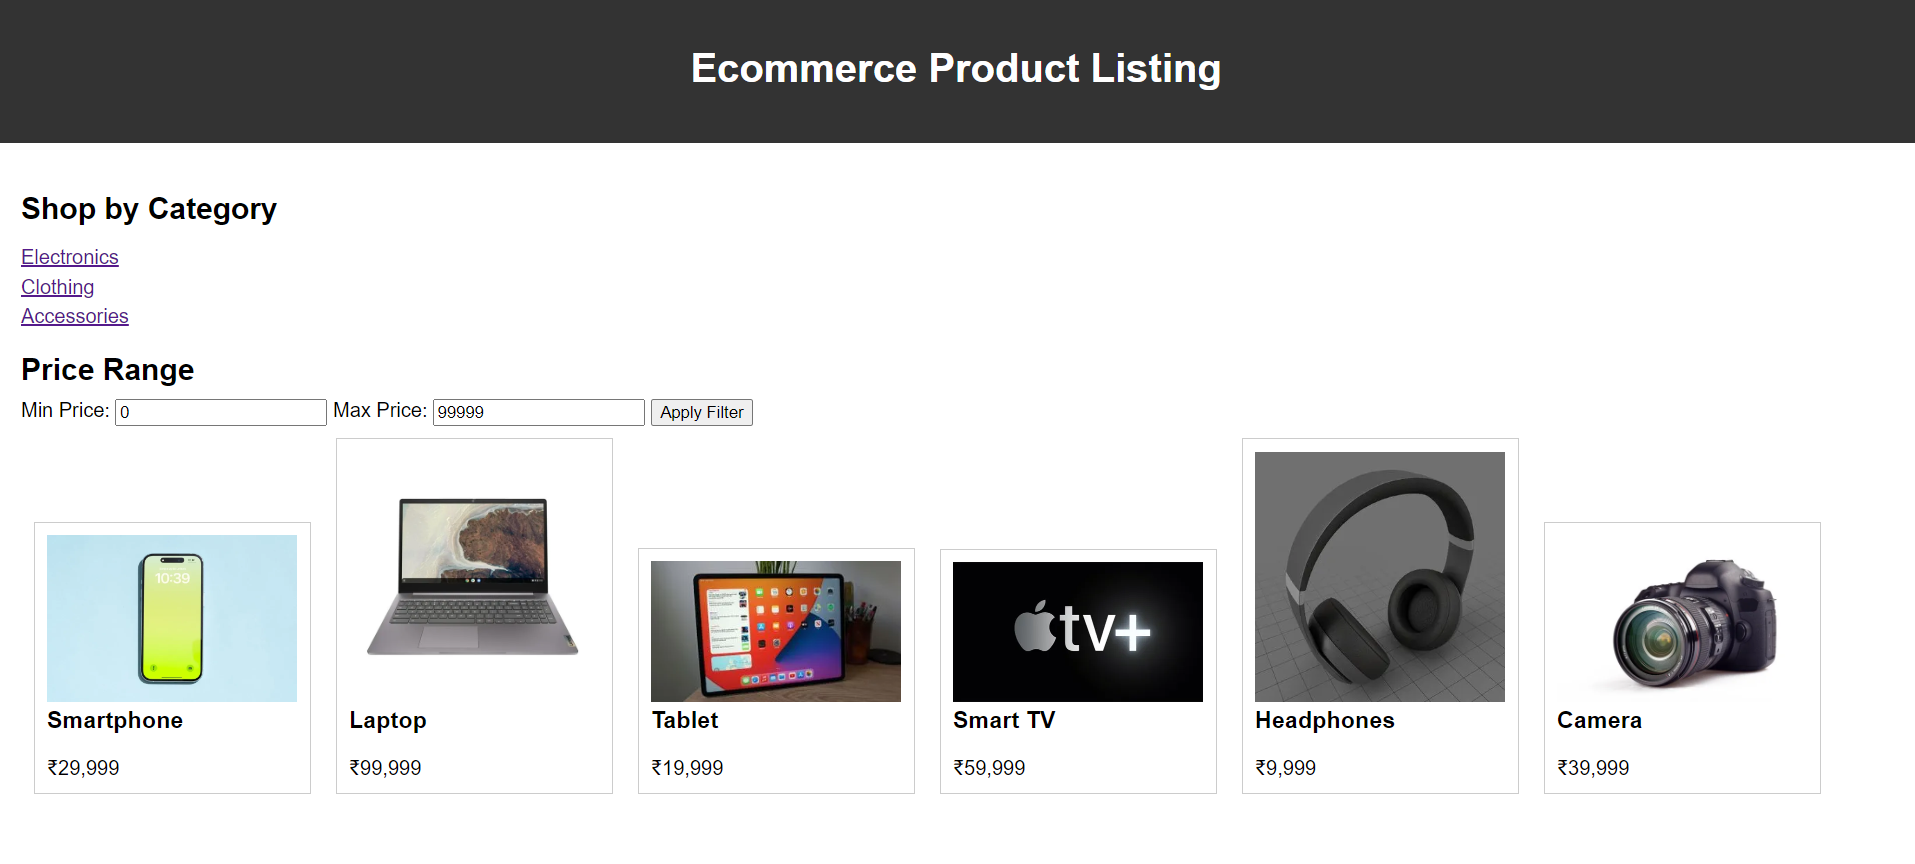 Ecommerce Product Listing
Shop by Category
Electronics
Clothing
Accessories
Price Range
Min Price: 0 Max Price: 99999 Apply Filter
10:39
tv+
Smartphone Laptop Tablet Smart TV Headphones Camera
₹29,999 ₹99,999 ₹19,999 ₹59,999 ₹9,999 ₹39,999